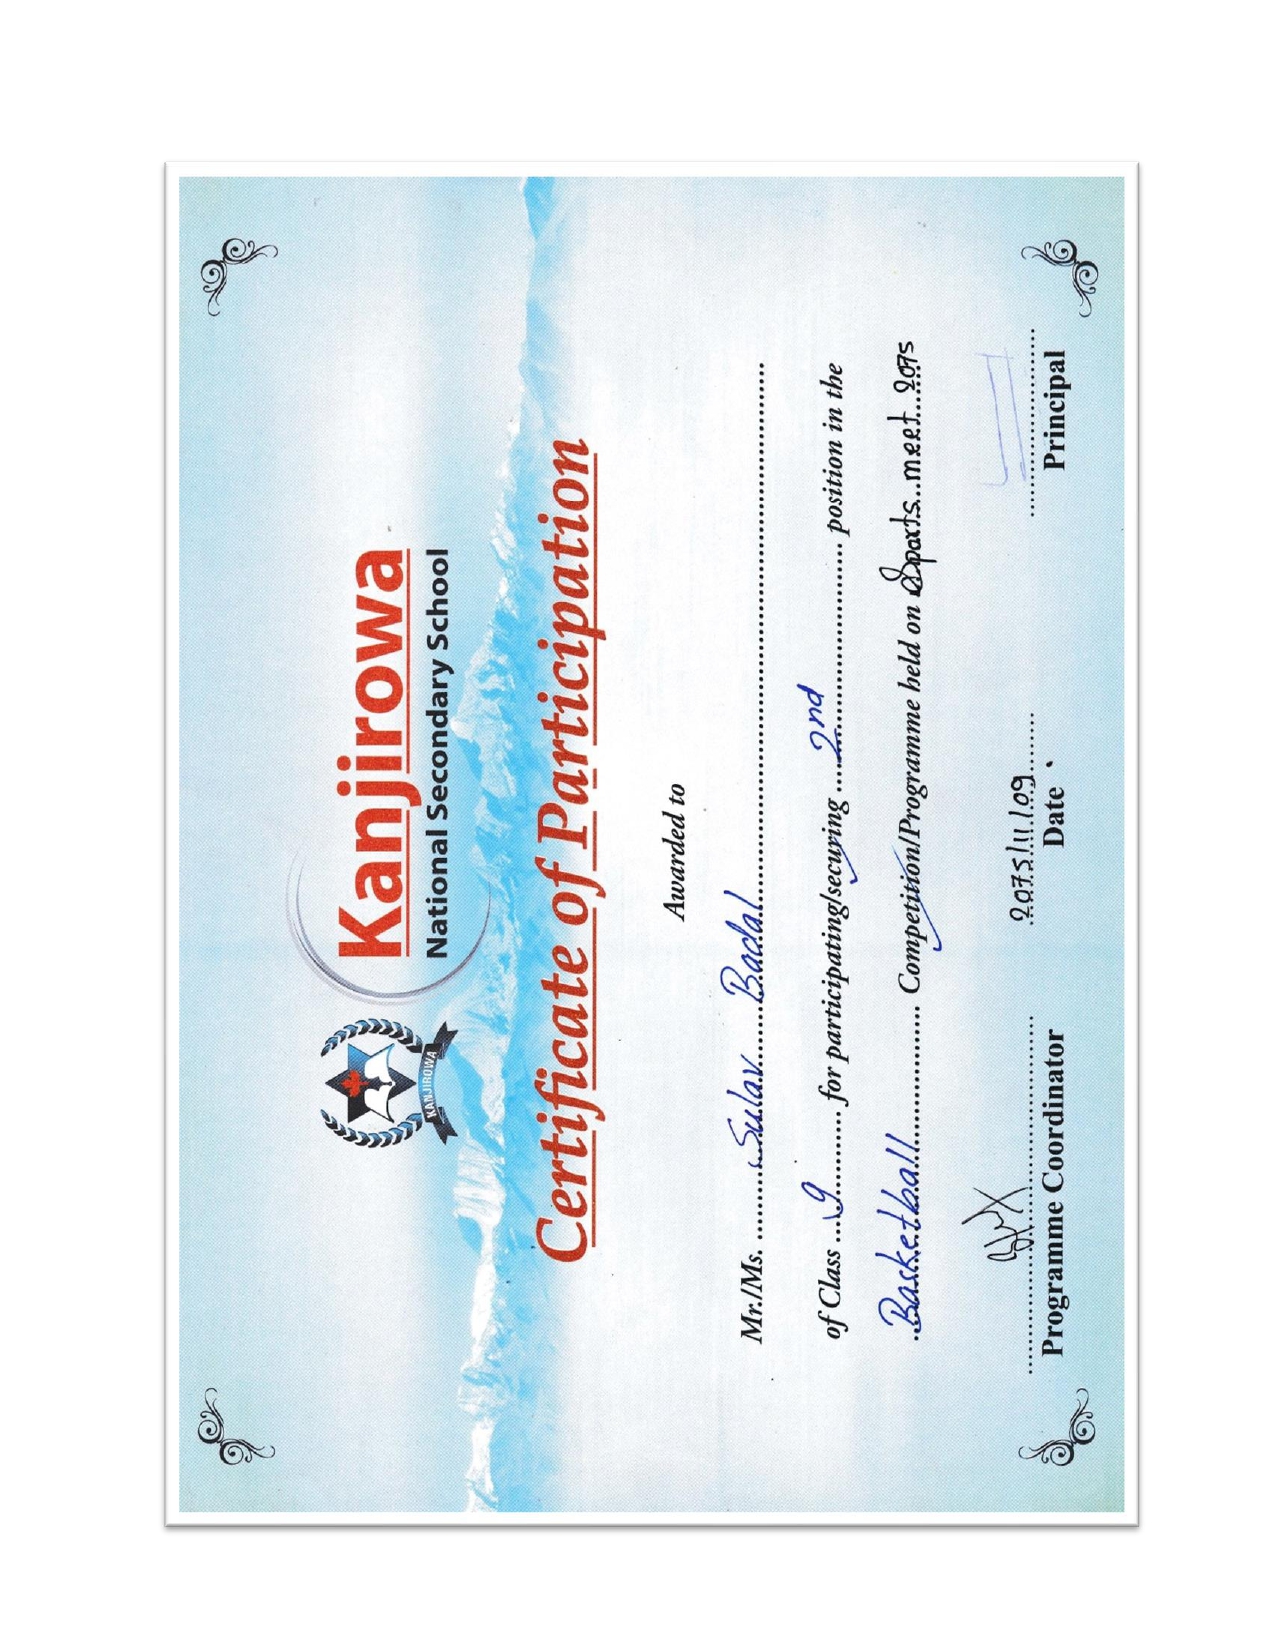 Kanjirowa
National Secondary School
KANJIROWA
Certificate of Participation
Awarded to
Mr./Ms. Sulav Badal
of Class 9 for participating/securing 2nd position in the
Basketball Competition/Programme held on Sports meet 2075
2075/11/09
Programme Coordinator Date Principal